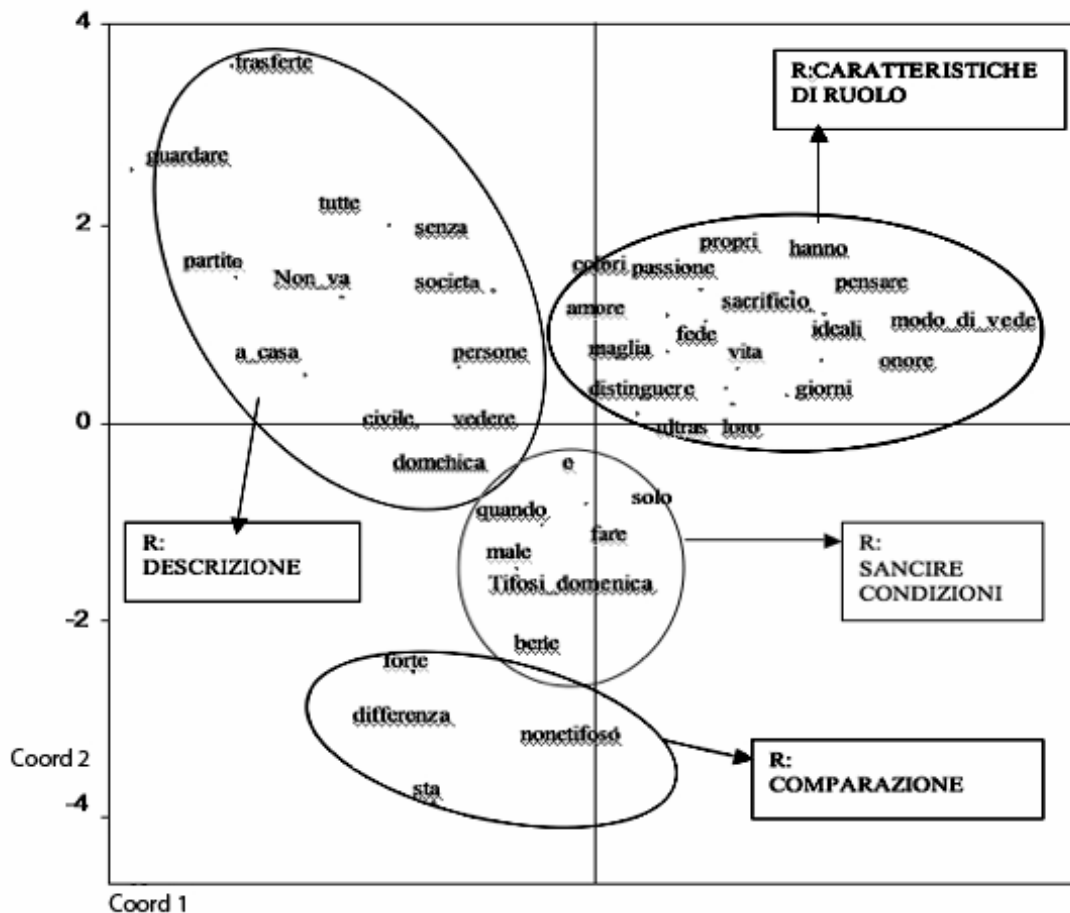 4
trasferte
R:CARATTERISTICHE
DI RUOLO
guardare
tutte
2
senza
propri
hanno
partito
Non_va
societa
colori
passione
pensare
amore
sacrificio
modo_di_vede
fede
ideali
a_casa
persone
maglia
vita
onore
distinguere
giorni
0
civile
vedere
ultras
loro
domenica
e
quando
solo
fare
R:
DESCRIZIONE
male
R:
SANCIRE
CONDIZIONI
Tifosi_domenica
-2
bene
forte
differenza
nonetifoso
Coord 2
R:
COMPARAZIONE
sta
-4
Coord 1